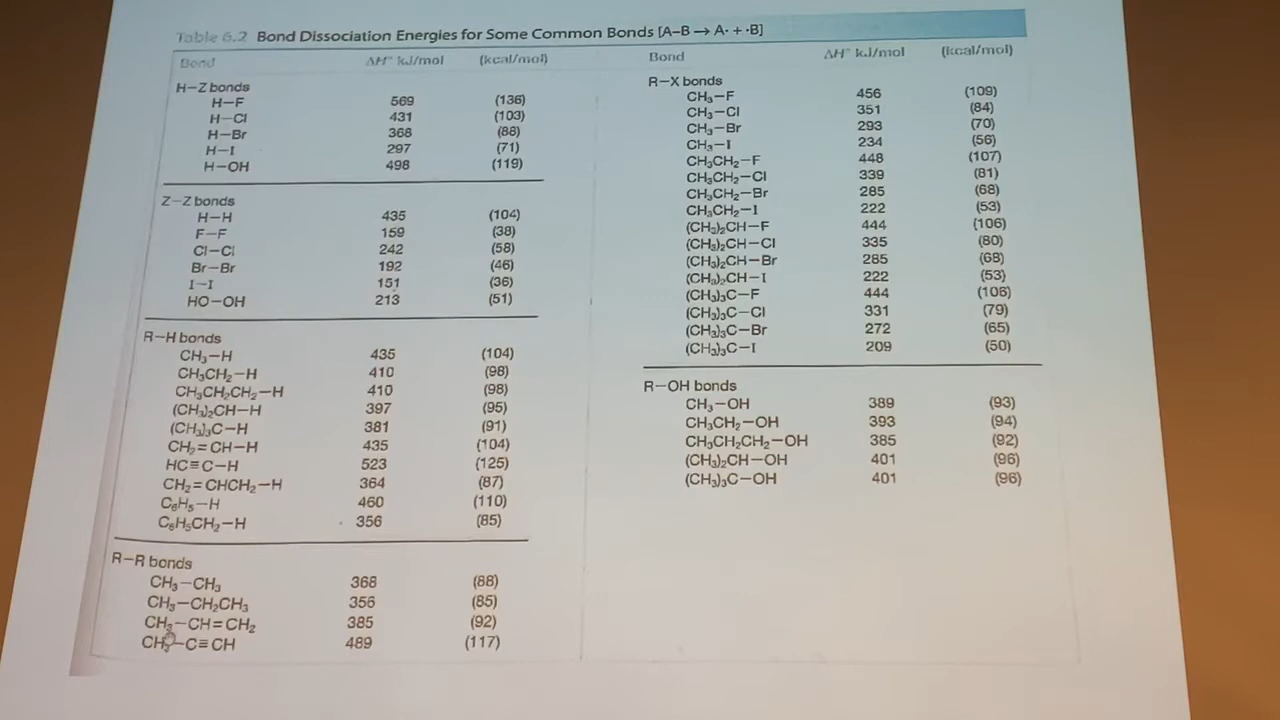 Table 6.2 Bond Dissociation Energies for Some Common Bonds [A–B → A· + ·B]
Bond ΔH° kJ/mol (kcal/mol)
H–Z bonds
H–F 569 (136)
H–Cl 431 (103)
H–Br 368 (88)
H–I 297 (71)
H–OH 498 (119)
Z–Z bonds
H–H 435 (104)
F–F 159 (38)
Cl–Cl 242 (58)
Br–Br 192 (46)
I–I 151 (36)
HO–OH 213 (51)
R–H bonds
CH₃–H 435 (104)
CH₃CH₂–H 410 (98)
CH₃CH₂CH₂–H 410 (98)
(CH₃)₂CH–H 397 (95)
(CH₃)₃C–H 381 (91)
CH₂=CH–H 435 (104)
HC≡C–H 523 (125)
CH₂=CHCH₂–H 364 (87)
C₆H₅–H 460 (110)
C₆H₅CH₂–H 356 (85)
R–R bonds
CH₃–CH₃ 368 (88)
CH₃–CH₂CH₃ 356 (85)
CH₃–CH=CH₂ 385 (92)
CH₃–C≡CH 489 (117)
Bond ΔH° kJ/mol (kcal/mol)
R–X bonds
CH₃–F 456 (109)
CH₃–Cl 351 (84)
CH₃–Br 293 (70)
CH₃–I 234 (56)
CH₃CH₂–F 448 (107)
CH₃CH₂–Cl 339 (81)
CH₃CH₂–Br 285 (68)
CH₃CH₂–I 222 (53)
(CH₃)₂CH–F 444 (106)
(CH₃)₂CH–Cl 335 (80)
(CH₃)₂CH–Br 285 (68)
(CH₃)₂CH–I 222 (53)
(CH₃)₃C–F 444 (106)
(CH₃)₃C–Cl 331 (79)
(CH₃)₃C–Br 272 (65)
(CH₃)₃C–I 209 (50)
R–OH bonds
CH₃–OH 389 (93)
CH₃CH₂–OH 393 (94)
CH₃CH₂CH₂–OH 385 (92)
(CH₃)₂CH–OH 401 (96)
(CH₃)₃C–OH 401 (96)